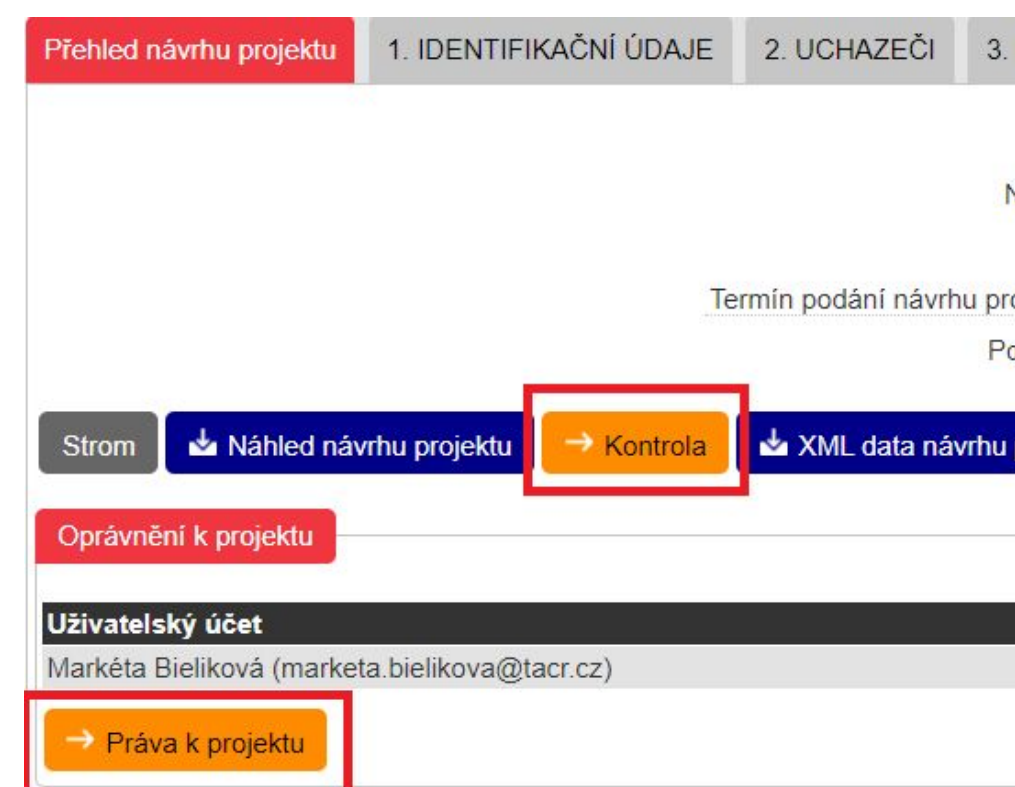 Přehled návrhu projektu 1. IDENTIFIKAČNÍ ÚDAJE 2. UCHAZEČI 3.
Termín podání návrhu
Strom Náhled návrhu projektu Kontrola XML data návrhu
Oprávnění k projektu
Uživatelský účet
Markéta Bieliková (marketa.bielikova@tacr.cz)
Práva k projektu